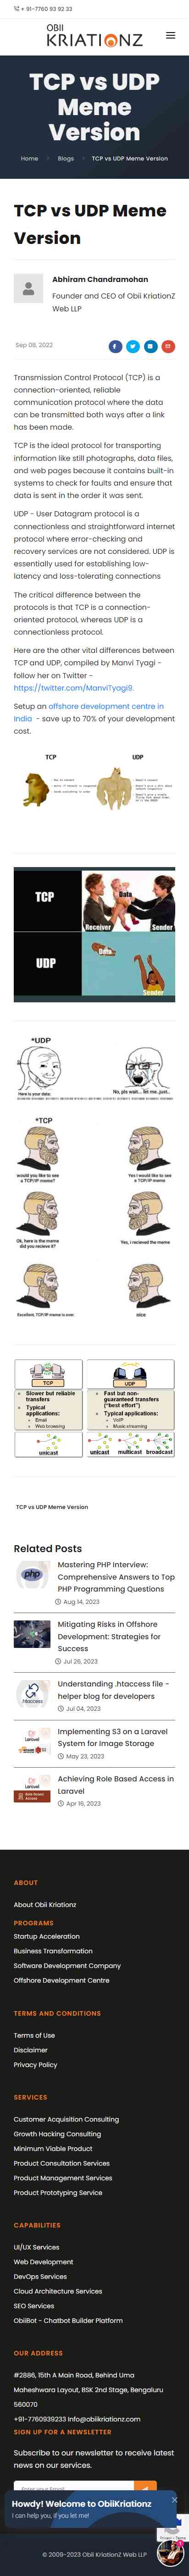 + 91-7760 93 92 33
OBII
KRIATIONZ
TCP vs UDP
Meme
Version
Home
Blogs
TCP vs UDP Meme Version
TCP vs UDP Meme
Version
Abhiram Chandramohan
Founder and CEO of Obii KriationZ
Web LLP
Sep 08, 2022
Transmission Control Protocol (TCP) is a
connection-oriented, reliable
communication protocol where the data
can be transmitted both ways after a link
has been made.
TCP is the ideal protocol for transporting
information like still photographs, data files,
and web pages because it contains built-in
systems to check for faults and ensure that
data is sent in the order it was sent.
UDP - User Datagram protocol is a
connectionless and straightforward internet
protocol where error-checking and
recovery services are not considered. UDP is
essentially used for establishing low-
latency and loss-tolerating connections
The critical difference between the
protocols is that TCP is a connection-
oriented protocol, whereas UDP is a
connectionless protocol.
Here are the other vital differences between
TCP and UDP, compiled by Manvi Tyagi -
follow her on Twitter -
https://twitter.com/ManviTyagi9.
Setup an offshore development centre in
India - save up to 70% of your development
cost.
TCP
UDP
TCP
Data
Receiver
Sender
UDP
Data
Sender
*UDP
Here is your data:
No, pls wait... let me..just..
*TCP
would you like to see
a TCP/IP meme?
Yes I would like to see
a TCP/IP meme
Ok, here is the meme
did you recieve it?
Yes, i recieved the meme
Excellent, TCP/IP meme is over.
nice
TCP
UDP
Slower but reliable
transfers
Typical
applications:
Email
Web browsing
Fast but non-
guaranteed transfers
("best effort")
Typical applications:
VoIP
Music streaming
unicast
unicast
multicast
broadcast
TCP vs UDP Meme Version
Related Posts
php
Mastering PHP Interview:
Comprehensive Answers to Top
PHP Programming Questions
Aug 14, 2023
Mitigating Risks in Offshore
Development: Strategies for
Success
Jul 26, 2023
htaccess
Understanding .htaccess file -
helper blog for developers
Jul 04, 2023
Laravel
Implementing S3 on a Laravel
System for Image Storage
May 23, 2023
Laravel
Role Based
Access
Achieving Role Based Access in
Laravel
Apr 16, 2023
ABOUT
About Obii Kriationz
PROGRAMS
Startup Acceleration
Business Transformation
Software Development Company
Offshore Development Centre
TERMS AND CONDITIONS
Terms of Use
Disclaimer
Privacy Policy
SERVICES
Customer Acquisition Consulting
Growth Hacking Consulting
Minimum Viable Product
Product Consultation Services
Product Management Services
Product Prototyping Service
CAPABILITIES
UI/UX Services
Web Development
DevOps Services
Cloud Architecture Services
SEO Services
ObiiBot - Chatbot Builder Platform
OUR ADDRESS
#2886, 15th A Main Road, Behind Uma
Maheshwara Layout, BSK 2nd Stage, Bengaluru
560070
+91-7760939233 Info@obiikriationz.com
SIGN UP FOR A NEWSLETTER
Subscribe to our newsletter to receive latest
news on our services.
Enter your Email
Howdy! Welcome to ObiiKriationz
I can help you, if you let me!
© 2009-2023 Obii KriationZ Web LLP